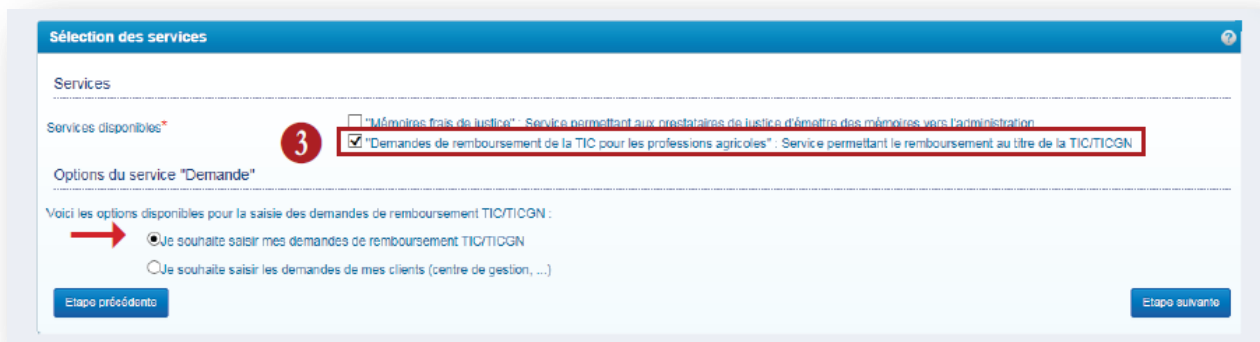 Sélection des services
Services
Services disponibles*
"Mémoires frais de justice" : Service permettant aux prestataires de justice d'émettre des mémoires vers l'administration
3
"Demandes de remboursement de la TIC pour les professions agricoles" : Service permettant le remboursement au titre de la TIC/TICGN
Options du service "Demande"
Voici les options disponibles pour la saisie des demandes de remboursement TIC/TICGN :
Je souhaite saisir mes demandes de remboursement TIC/TICGN
Je souhaite saisir les demandes de mes clients (centre de gestion, ...)
Etape précédente
Etape suivante